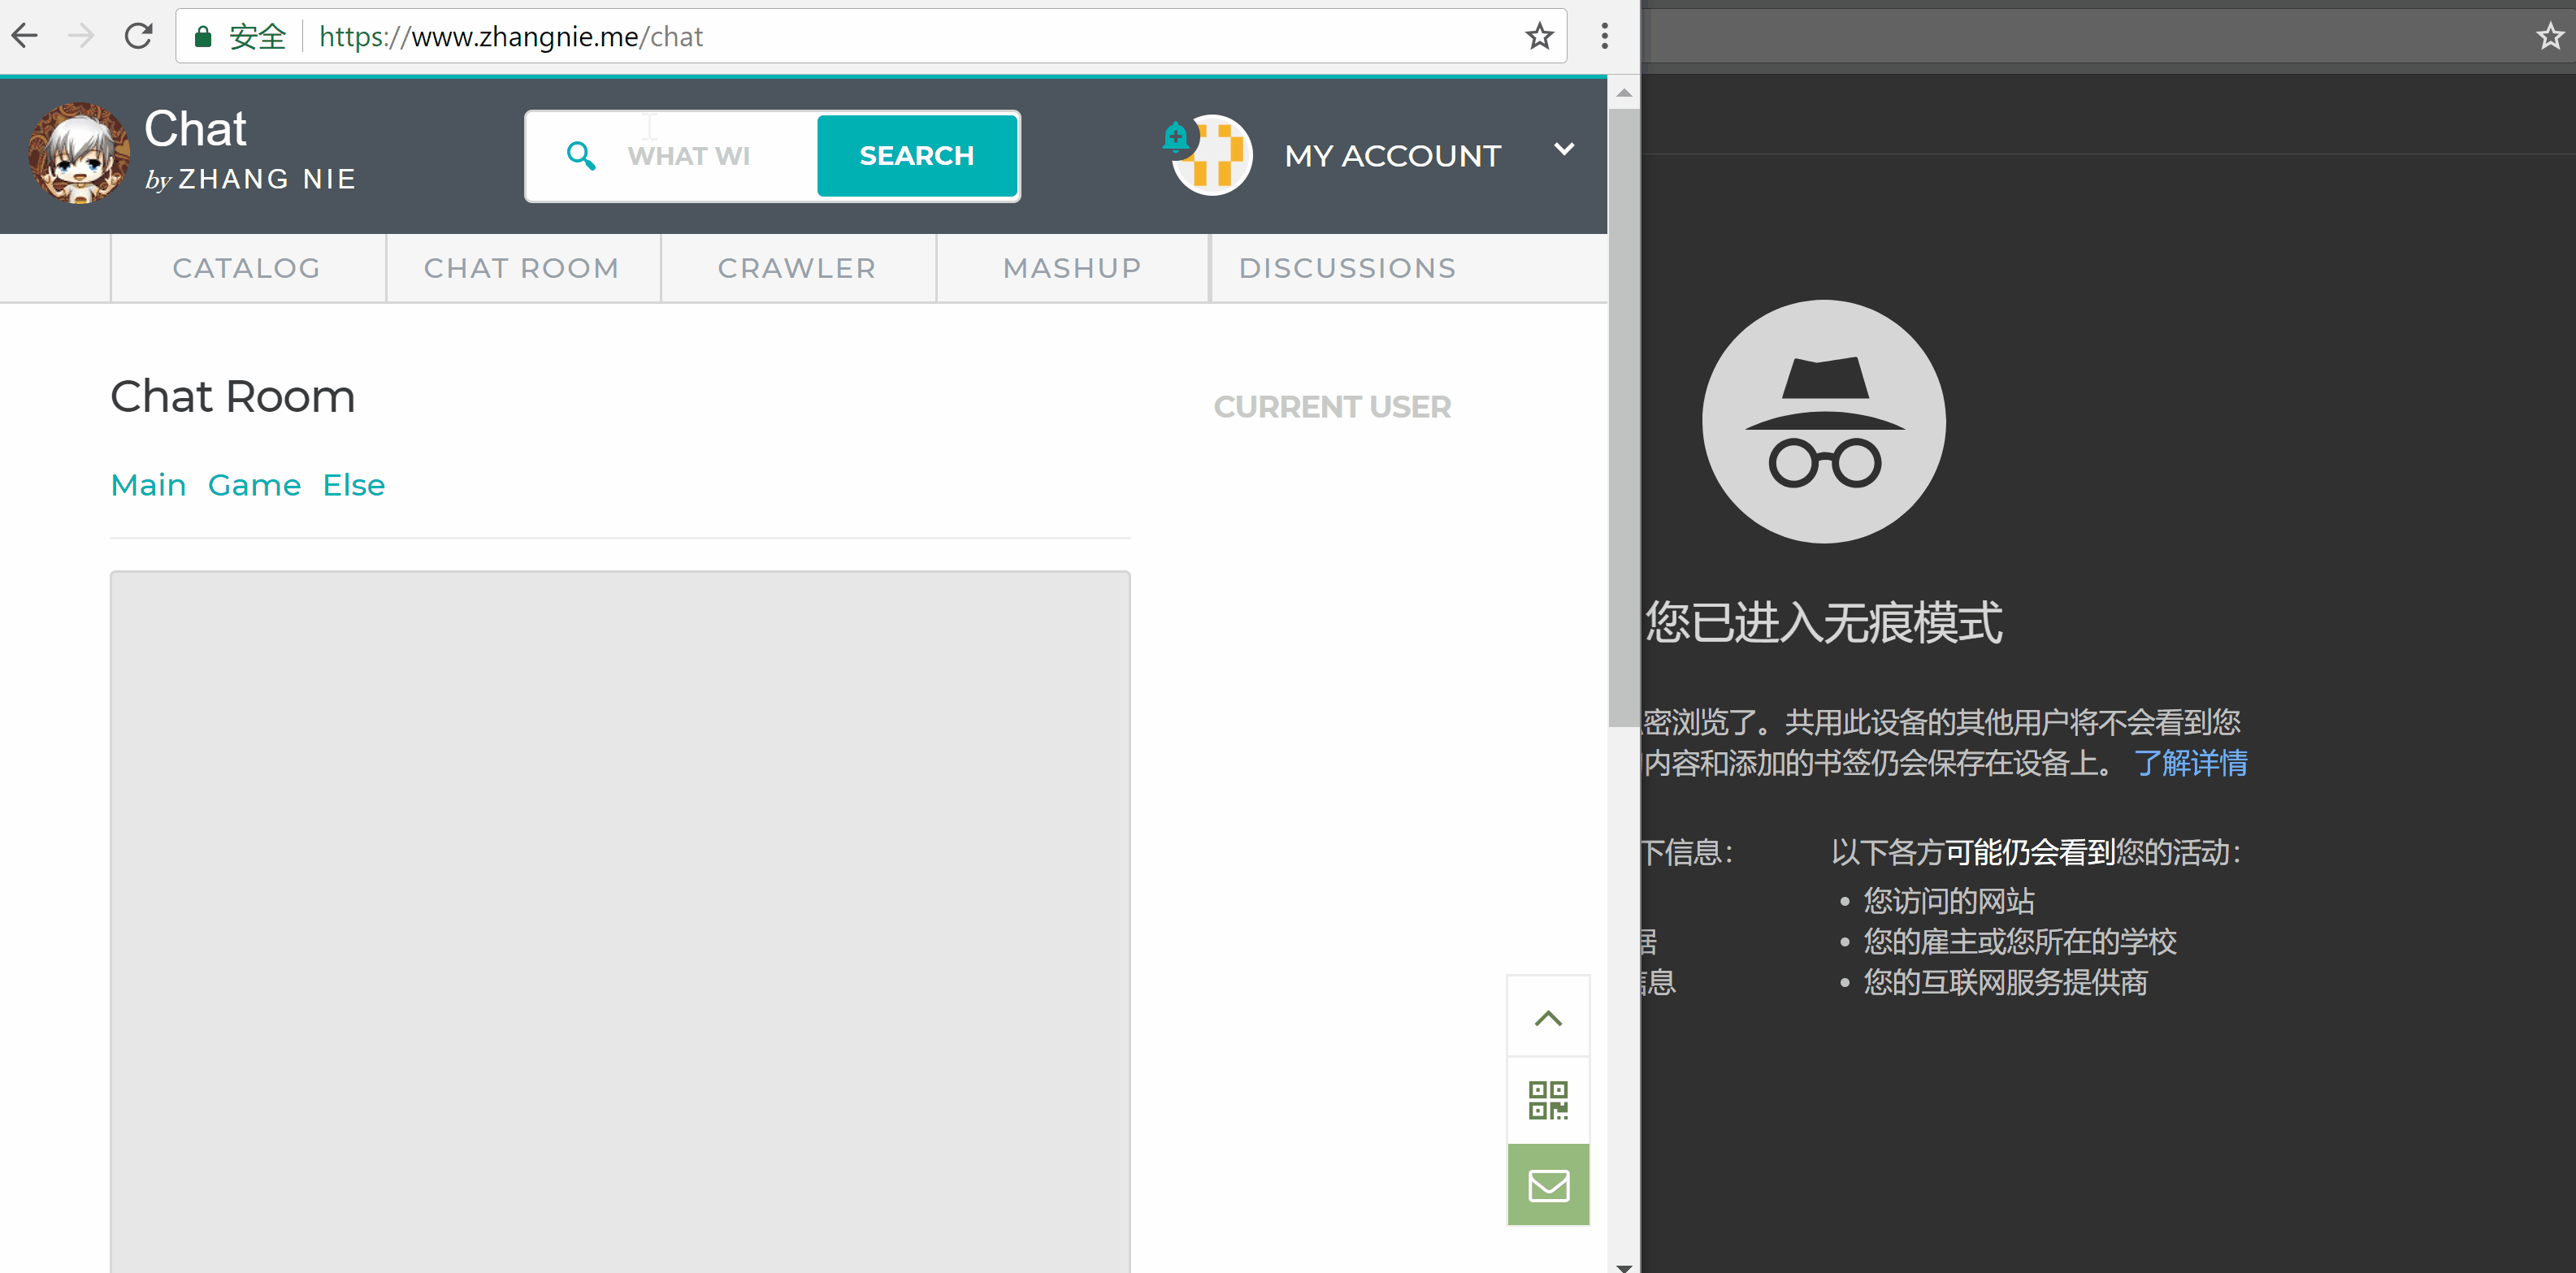 安全 https://www.zhangnie.me/chat
Chat
by ZHANG NIE
WHAT WI
SEARCH
MY ACCOUNT
CATALOG
CHAT ROOM
CRAWLER
MASHUP
DISCUSSIONS
Chat Room
CURRENT USER
Main Game Else
您已进入无痕模式
密浏览了。共用此设备的其他用户将不会看到您
内容和添加的书签仍会保存在设备上。 了解详情
下信息：
息
以下各方可能仍会看到您的活动：
• 您访问的网站
• 您的雇主或您所在的学校
• 您的互联网服务提供商